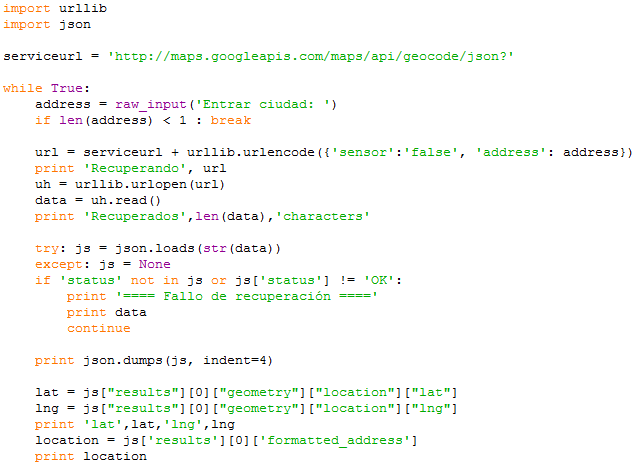 import urllib
import json

serviceurl = 'http://maps.googleapis.com/maps/api/geocode/json?'

while True:
    address = raw_input('Entrar ciudad: ')
    if len(address) < 1 : break

    url = serviceurl + urllib.urlencode({'sensor':'false', 'address': address})
    print 'Recuperando', url
    uh = urllib.urlopen(url)
    data = uh.read()
    print 'Recuperados',len(data),'characters'

    try: js = json.loads(str(data))
    except: js = None
    if 'status' not in js or js['status'] != 'OK':
        print '==== Fallo de recuperación ===='
        print data
        continue

    print json.dumps(js, indent=4)

    lat = js["results"][0]["geometry"]["location"]["lat"]
    lng = js["results"][0]["geometry"]["location"]["lng"]
    print 'lat',lat,'lng',lng
    location = js['results'][0]['formatted_address']
    print location